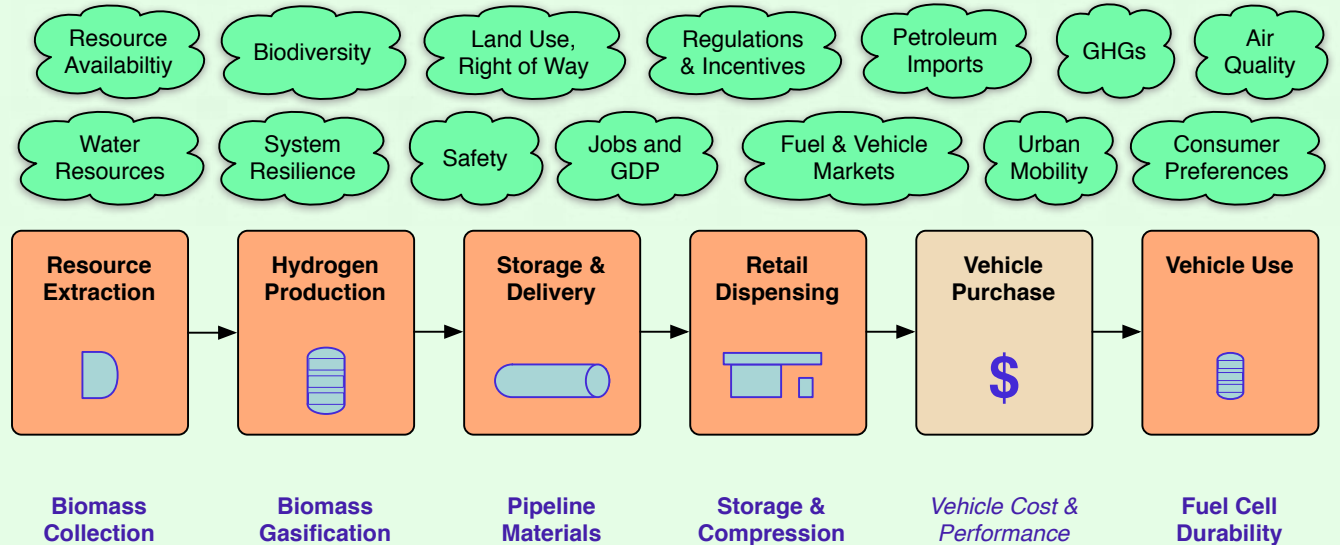 Resource
Availabiltiy
Biodiversity
Land Use,
Right of Way
Regulations
& Incentives
Petroleum
Imports
GHGs
Air
Quality
Water
Resources
System
Resilience
Safety
Jobs and
GDP
Fuel & Vehicle
Markets
Urban
Mobility
Consumer
Preferences
Resource
Extraction
Hydrogen
Production
Storage &
Delivery
Retail
Dispensing
Vehicle
Purchase
$
Vehicle Use
Biomass
Collection
Biomass
Gasification
Pipeline
Materials
Storage &
Compression
Vehicle Cost &
Performance
Fuel Cell
Durability